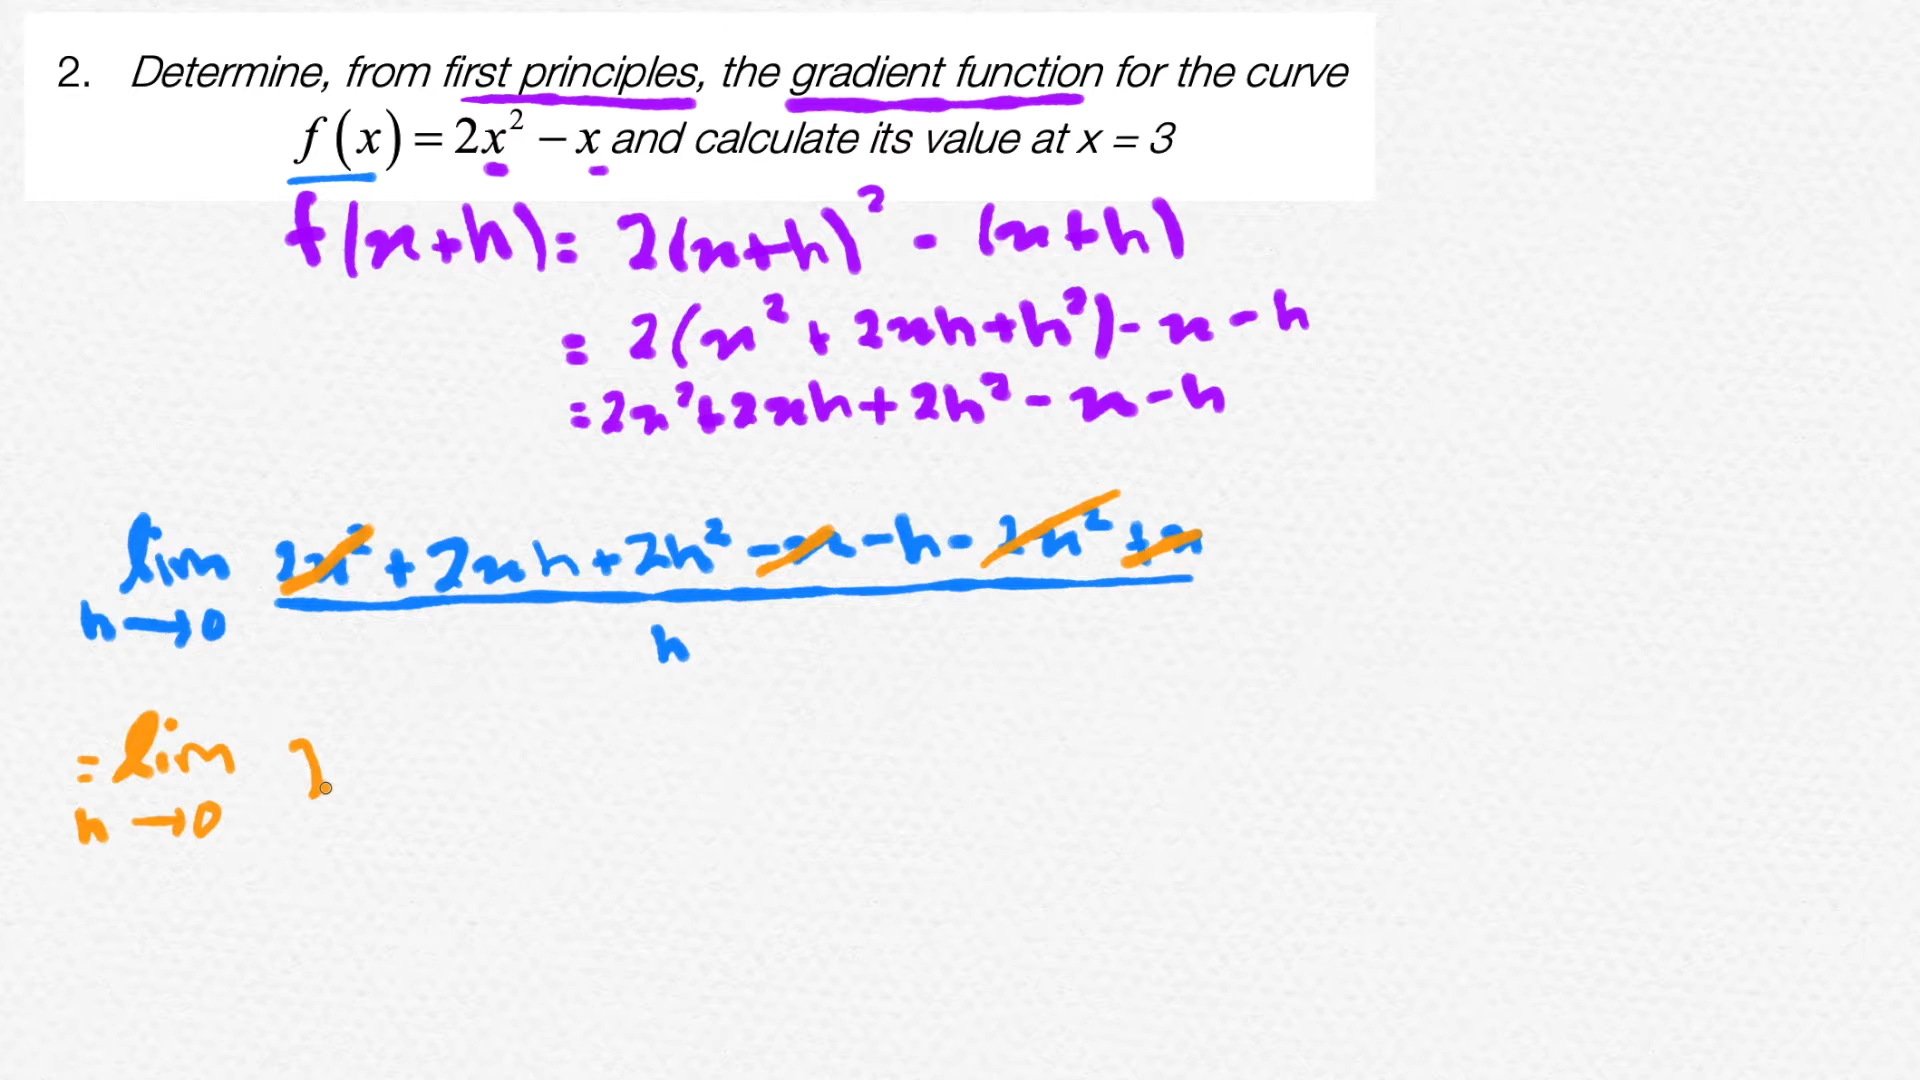 2. Determine, from first principles, the gradient function for the curve
f(x) = 2x² – x and calculate its value at x = 3
f(x+h) = 2(x+h)² - (x+h)
= 2(x² + 2xh + h²) - x - h
= 2x² + 2xh + 2h² - x - h
lim 2x² + 2xh + 2h² - x - h - 2x² + x
h → 0 h
= lim
h → 0